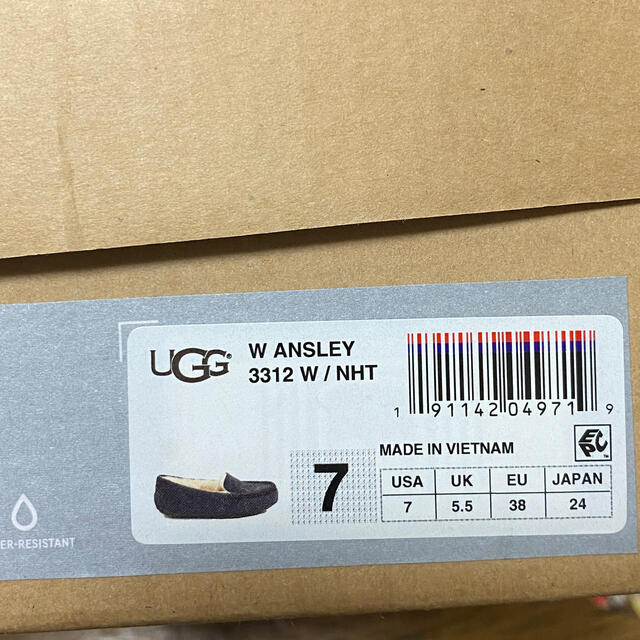 UGG®
W ANSLEY
3312 W / NHT
1 91142 04971 9
MADE IN VIETNAM
EPC™
7
USA UK EU JAPAN
7 5.5 38 24
ER-RESISTANT